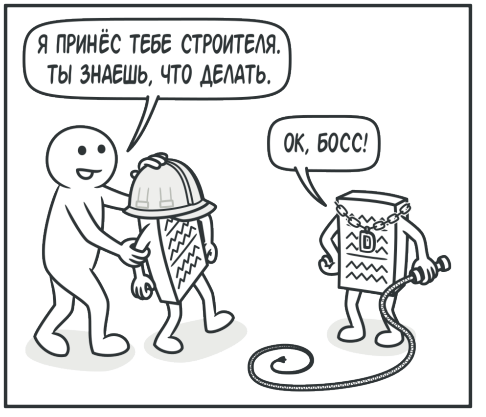 Я ПРИНЁС ТЕБЕ СТРОИТЕЛЯ.
ТЫ ЗНАЕШЬ, ЧТО ДЕЛАТЬ.
ОК, БОСС!
D